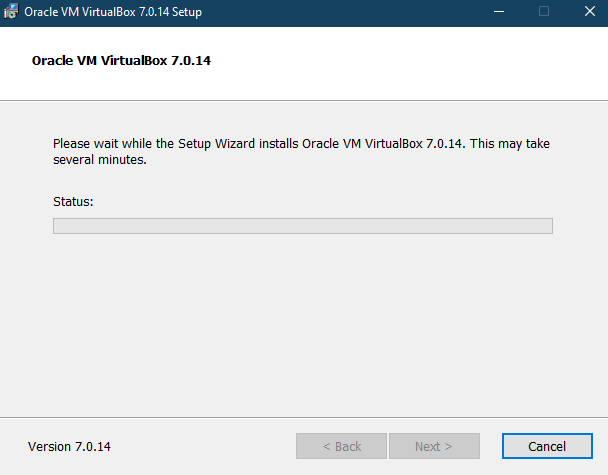 Oracle VM VirtualBox 7.0.14 Setup
Oracle VM VirtualBox 7.0.14
Please wait while the Setup Wizard installs Oracle VM VirtualBox 7.0.14. This may take
several minutes.
Status:
Version 7.0.14
< Back
Next >
Cancel